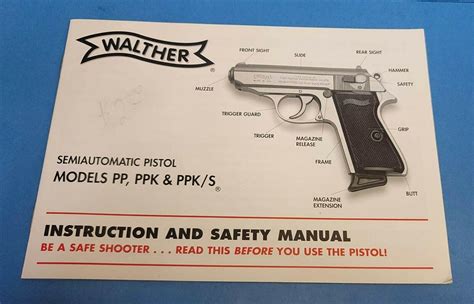 WALTHER
®
FRONT SIGHT
SLIDE
REAR SIGHT
HAMMER
SAFETY
MUZZLE
TRIGGER GUARD
TRIGGER
MAGAZINE
RELEASE
FRAME
GRIP
MAGAZINE
EXTENSION
BUTT
SEMIAUTOMATIC PISTOL
MODELS PP, PPK & PPK/S®
INSTRUCTION AND SAFETY MANUAL
BE A SAFE SHOOTER . . . READ THIS BEFORE YOU USE THE PISTOL!